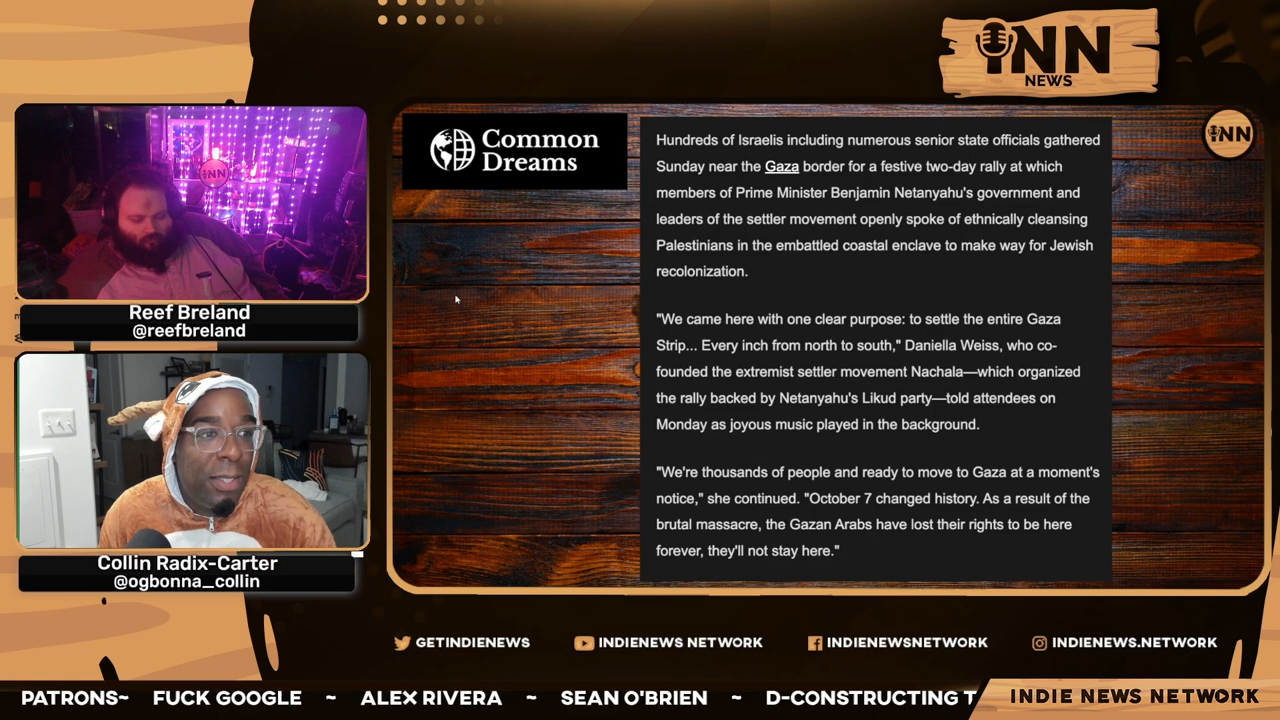 iNN
NEWS
iNN
Common
Dreams
Hundreds of Israelis including numerous senior state officials gathered
Sunday near the Gaza border for a festive two-day rally at which
members of Prime Minister Benjamin Netanyahu's government and
leaders of the settler movement openly spoke of ethnically cleansing
Palestinians in the embattled coastal enclave to make way for Jewish
recolonization.
"We came here with one clear purpose: to settle the entire Gaza
Strip... Every inch from north to south," Daniella Weiss, who co-
founded the extremist settler movement Nachala—which organized
the rally backed by Netanyahu's Likud party—told attendees on
Monday as joyous music played in the background.
"We're thousands of people and ready to move to Gaza at a moment's
notice," she continued. "October 7 changed history. As a result of the
brutal massacre, the Gazan Arabs have lost their rights to be here
forever, they'll not stay here."
iNN
Reef Breland
@reefbreland
Collin Radix-Carter
@ogbonna_collin
GETINDIENEWS
INDIENEWS NETWORK
INDIENEWSNETWORK
INDIENEWS.NETWORK
PATRONS~ FUCK GOOGLE ~ ALEX RIVERA ~ SEAN O'BRIEN ~ D-CONSTRUCTING T
INDIE NEWS NETWORK